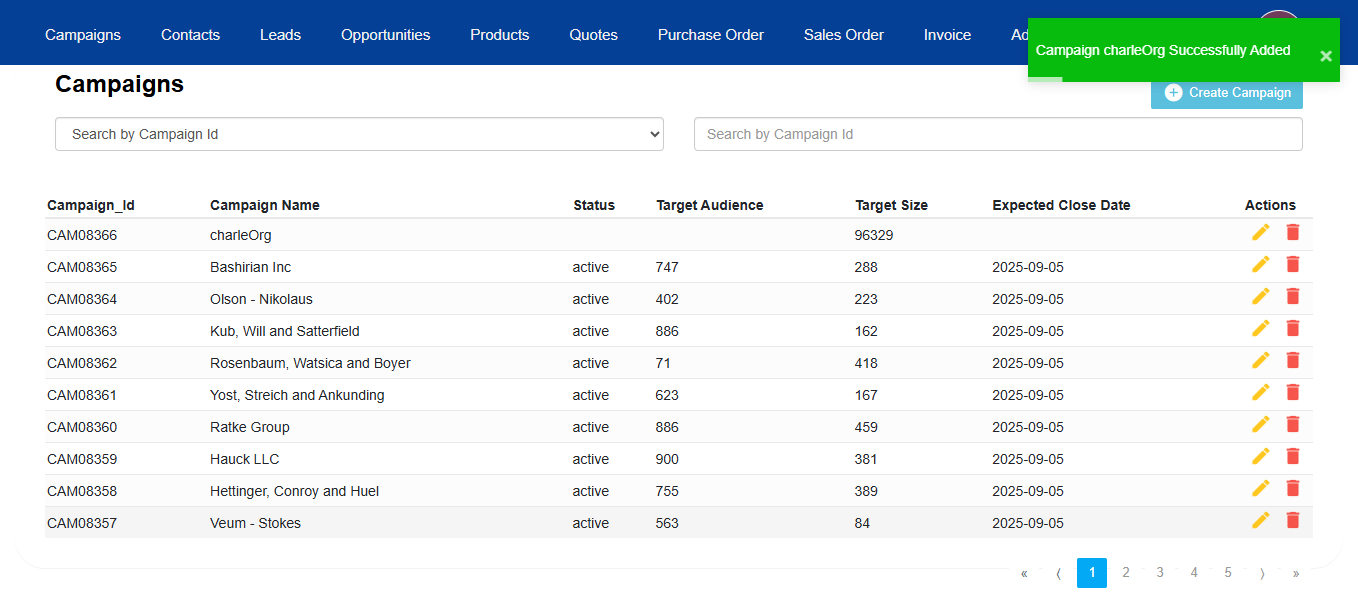 Campaigns Contacts Leads Opportunities Products Quotes Purchase Order Sales Order Invoice
Campaign charleOrg Successfully Added ×
Campaigns
Create Campaign
Search by Campaign Id Search by Campaign Id
Campaign_Id Campaign Name Status Target Audience Target Size Expected Close Date Actions
CAM08366 charleOrg 96329
CAM08365 Bashirian Inc active 747 288 2025-09-05
CAM08364 Olson - Nikolaus active 402 223 2025-09-05
CAM08363 Kub, Will and Satterfield active 886 162 2025-09-05
CAM08362 Rosenbaum, Watsica and Boyer active 71 418 2025-09-05
CAM08361 Yost, Streich and Ankunding active 623 167 2025-09-05
CAM08360 Ratke Group active 886 459 2025-09-05
CAM08359 Hauck LLC active 900 381 2025-09-05
CAM08358 Hettinger, Conroy and Huel active 755 389 2025-09-05
CAM08357 Veum - Stokes active 563 84 2025-09-05
« ⟨ 1 2 3 4 5 ⟩ »